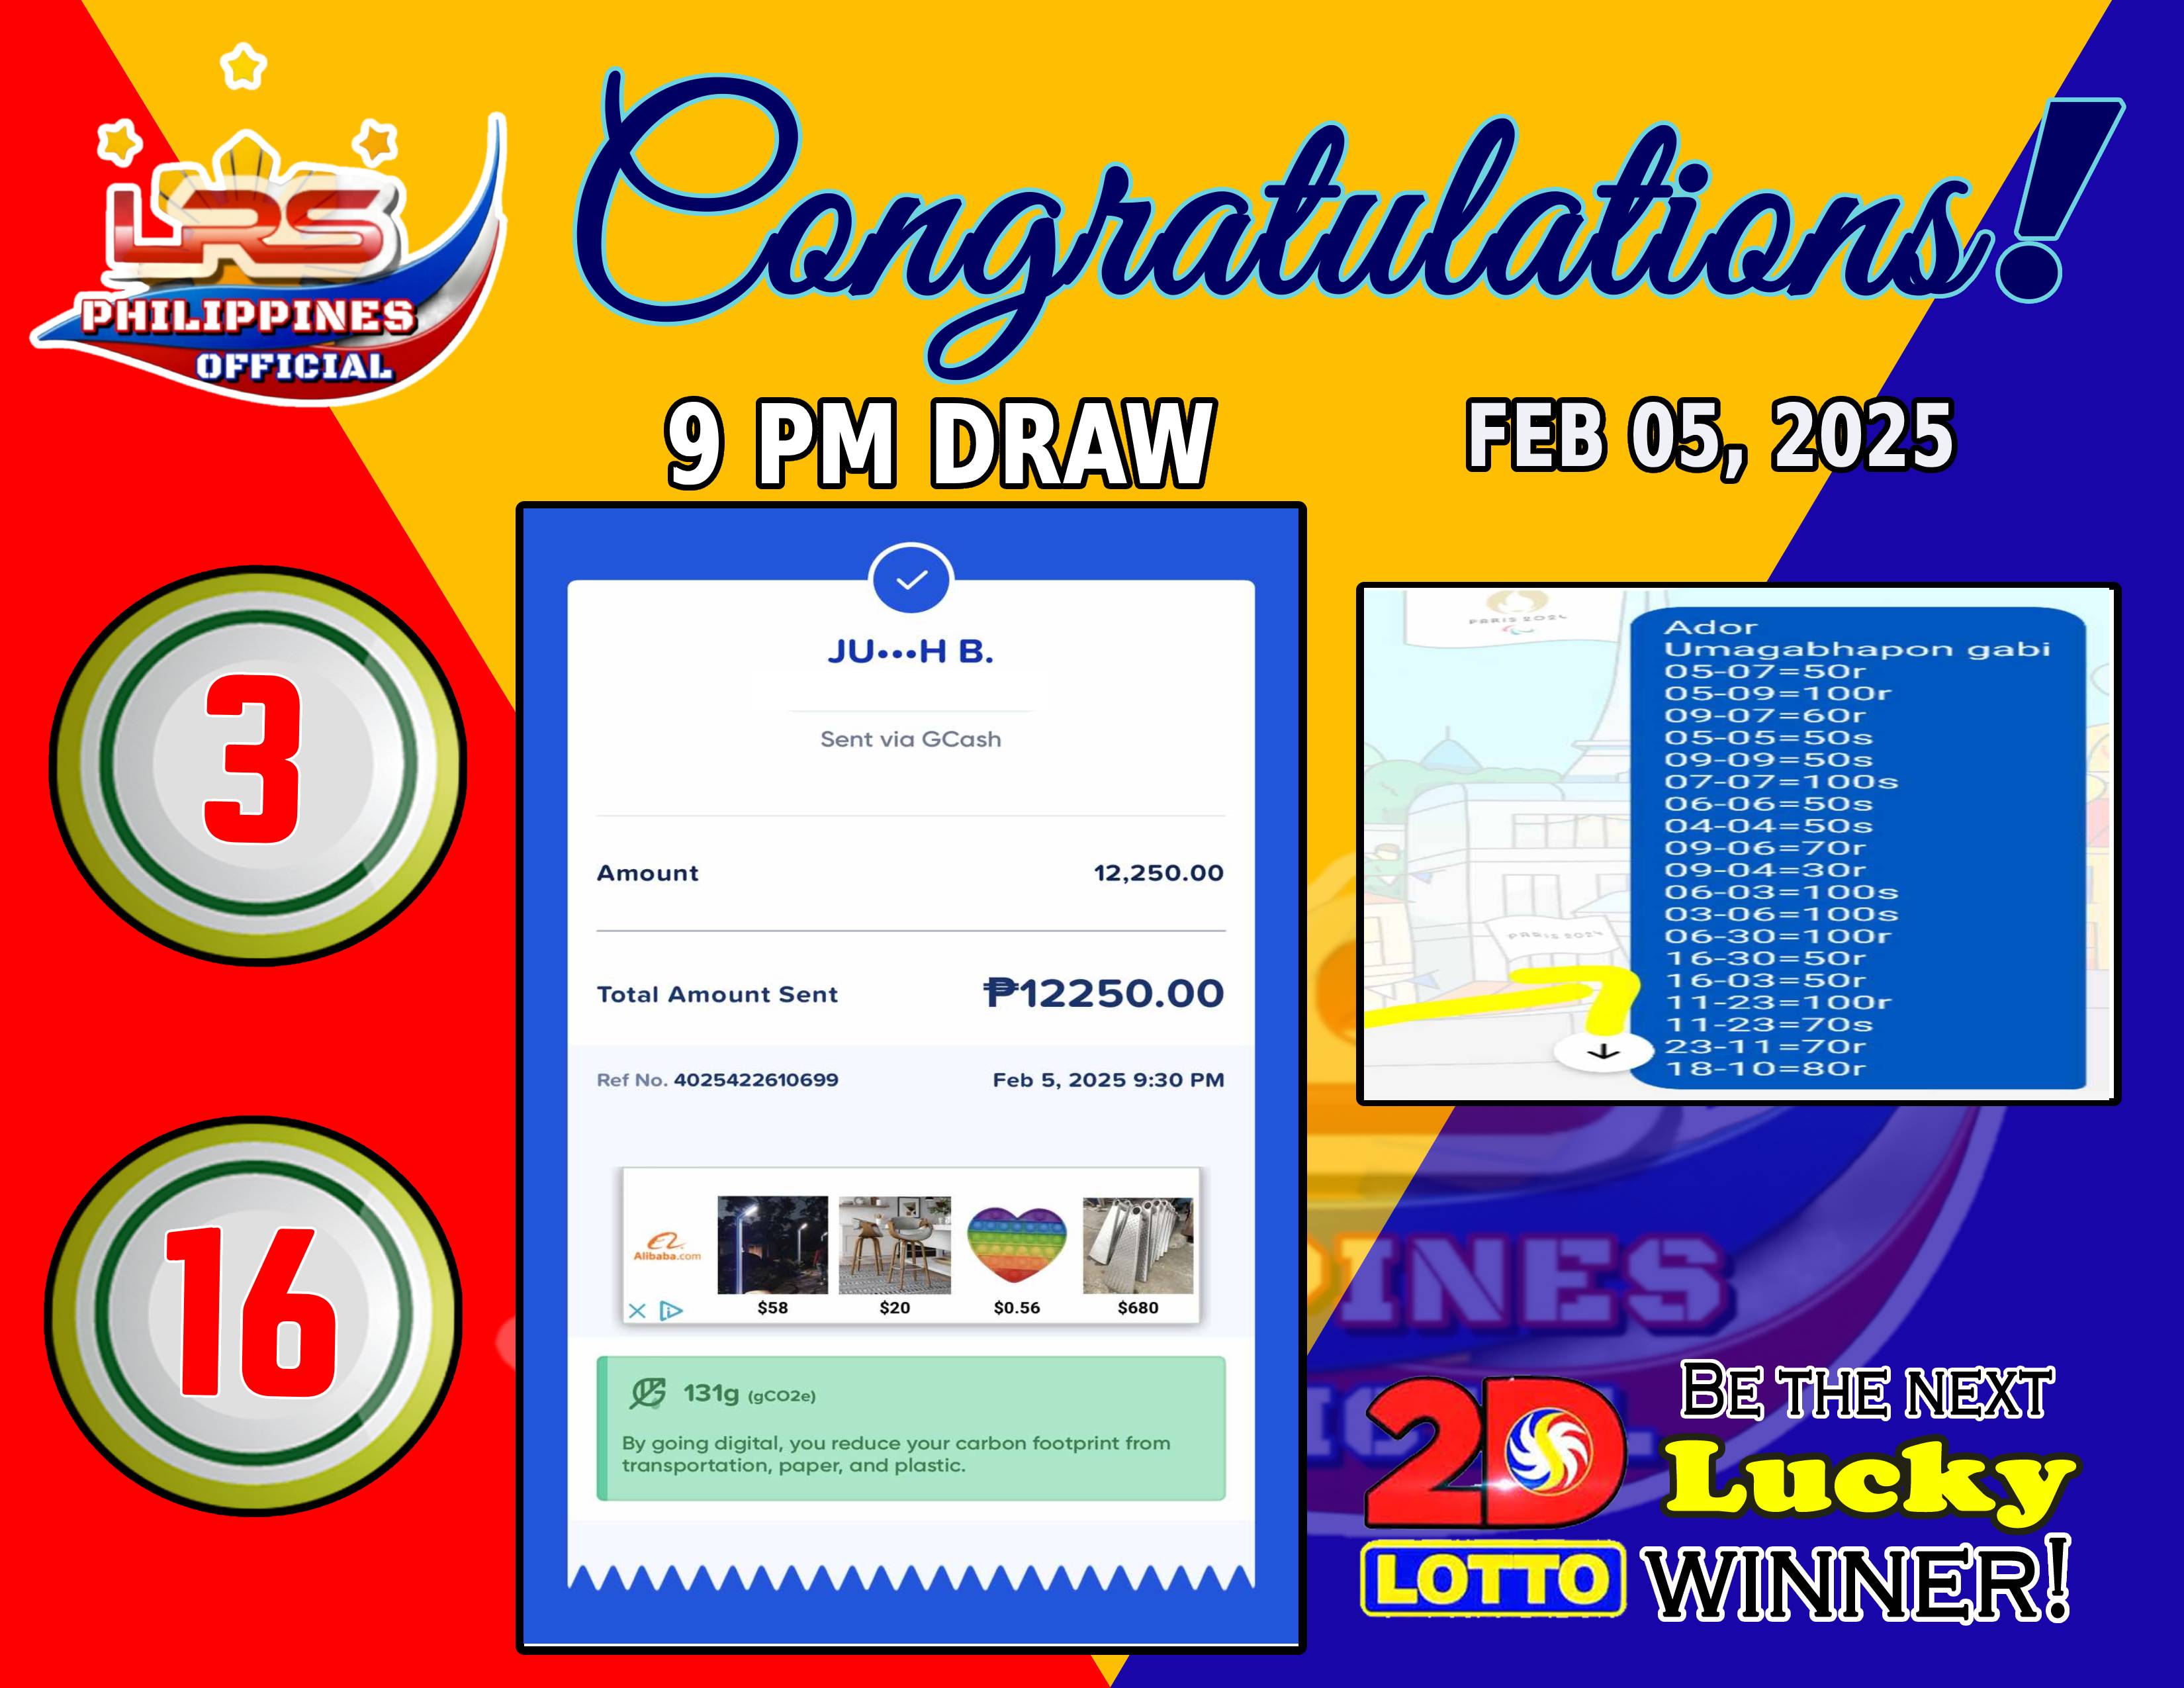 LRS
PHILIPPINES
OFFICIAL
Congratulations!
9 PM DRAW
FEB 05, 2025
3
16
JU•••H B.
Sent via GCash
Amount 12,250.00
Total Amount Sent ₱12250.00
Ref No. 4025422610699 Feb 5, 2025 9:30 PM
Alibaba.com
$58 $20 $0.56 $680
131g (gCO2e)
By going digital, you reduce your carbon footprint from
transportation, paper, and plastic.
PARIS 2024
PARIS 2024
Ador
Umagabhapon gabi
05-07=50r
05-09=100r
09-07=60r
05-05=50s
09-09=50s
07-07=100s
06-06=50s
04-04=50s
09-06=70r
09-04=30r
06-03=100s
03-06=100s
06-30=100r
16-30=50r
16-03=50r
11-23=100r
11-23=70s
23-11=70r
18-10=80r
PINES
2D
LOTTO
BE THE NEXT
Lucky
WINNER!